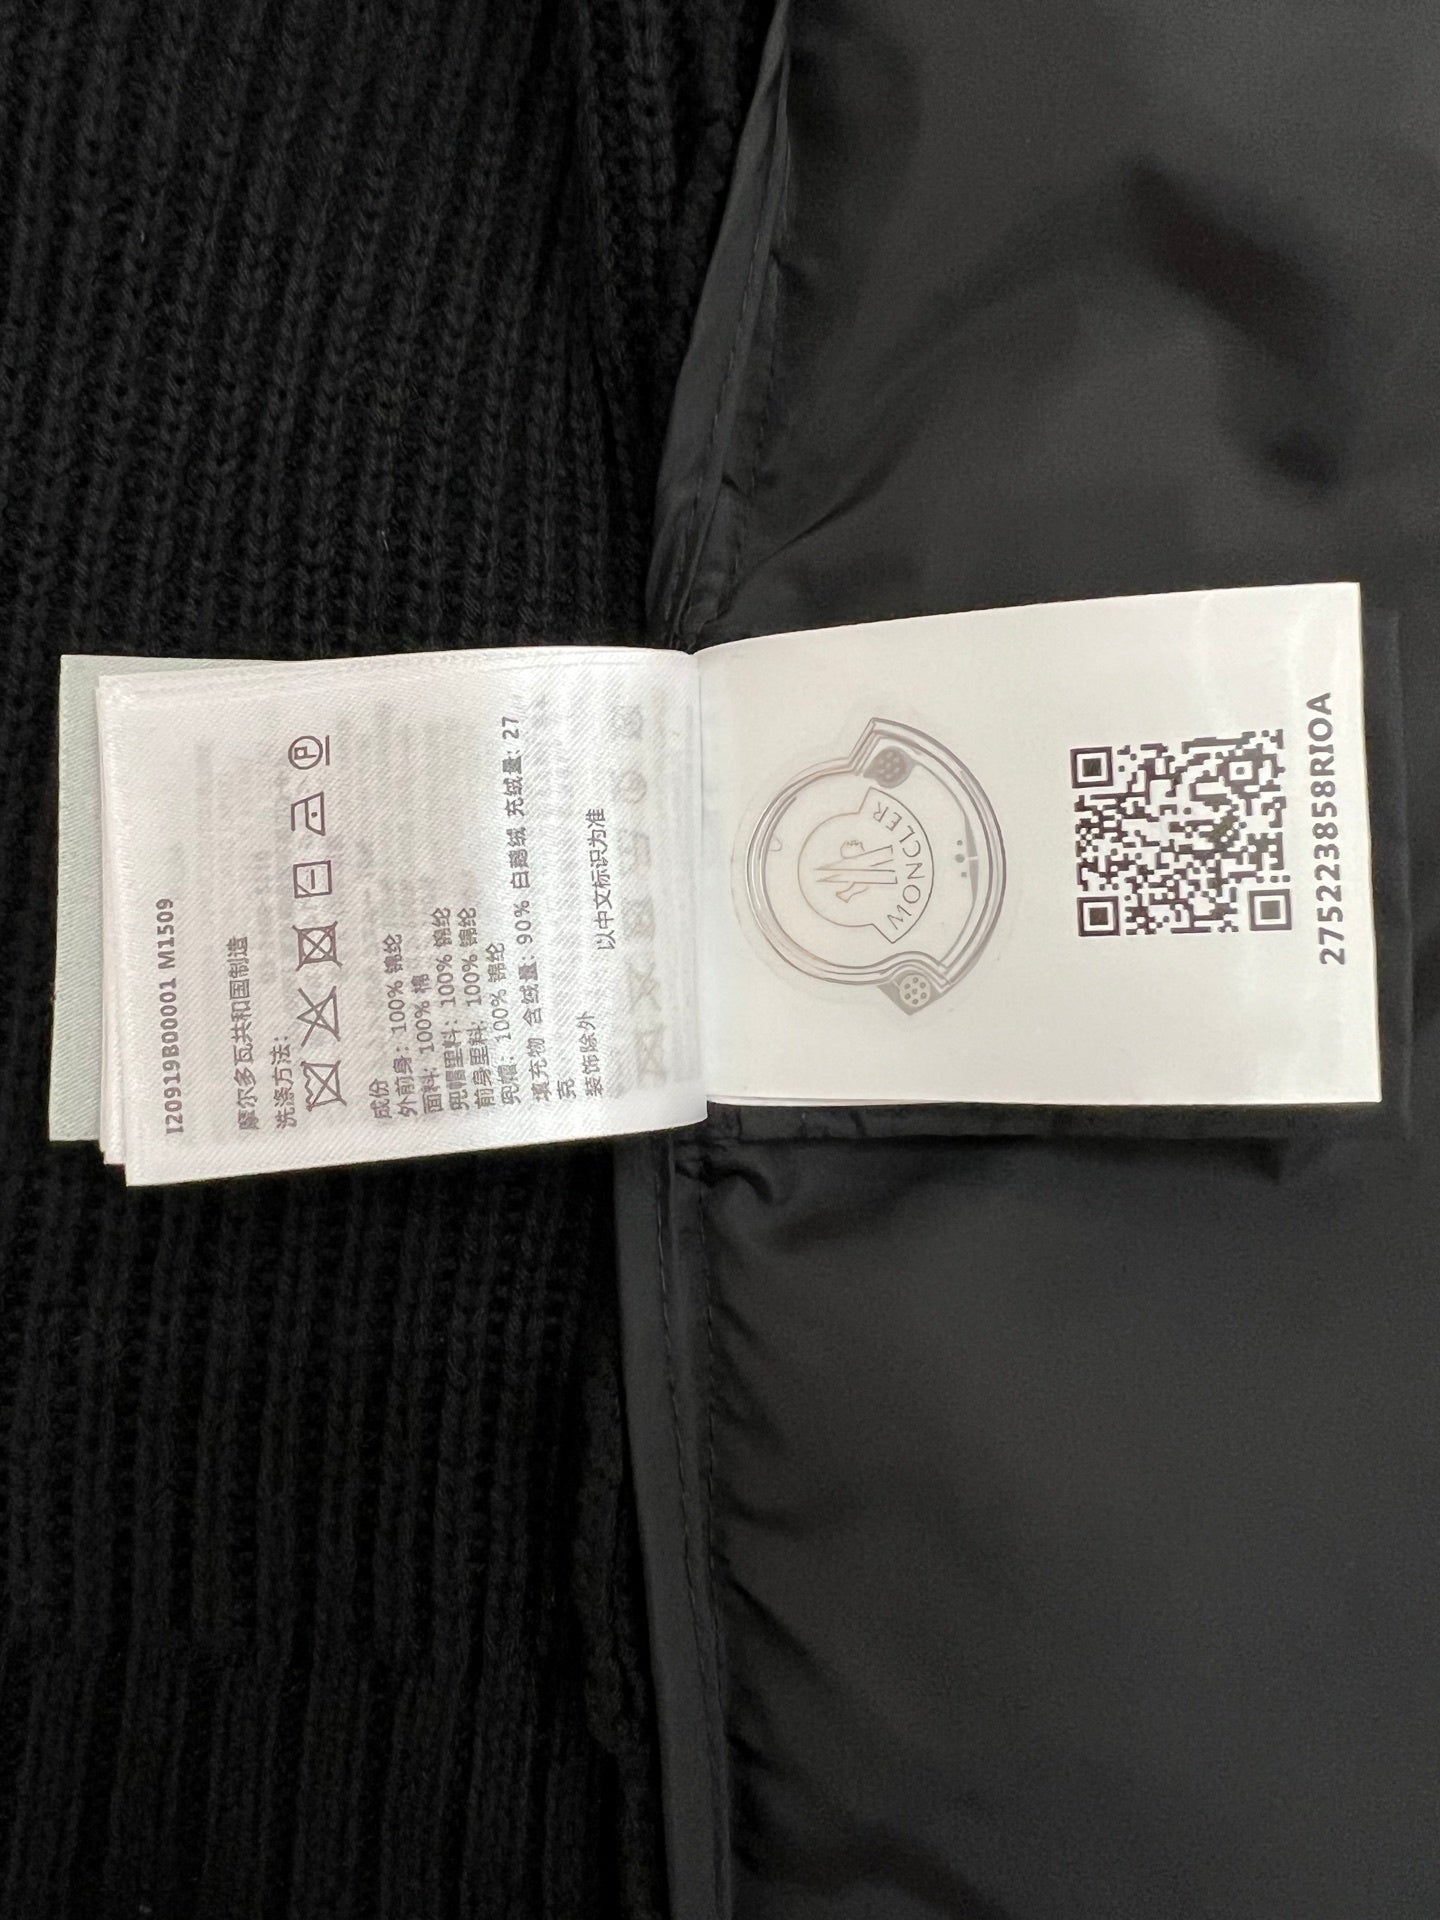 I20919B00001 M1509
摩尔多瓦共和国制造
洗涤方法:
P
成份
外前身: 100% 锦纶
面料: 100% 棉
兜帽里料: 100% 锦纶
前身里料: 100% 锦纶
兜帽: 100% 锦纶
填充物 含绒量: 90% 白鹅绒 充绒量: 27
克
装饰除外 以中文标识为准
MONCLER
275223858RIOA